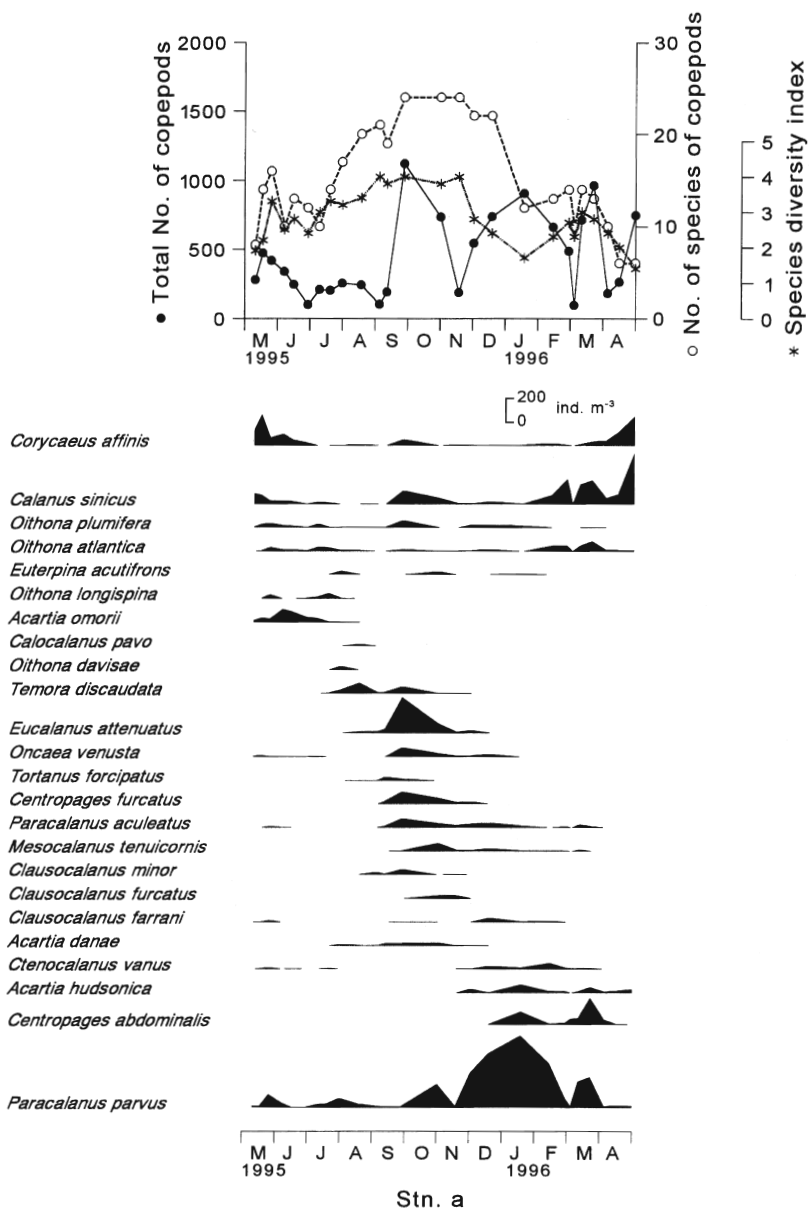 ● Total No. of copepods
2000
1500
1000
500
0
30
20
10
0
○ No. of species of copepods
5
4
3
2
1
0
* Species diversity index
M J J A S O N D J F M A
1995 1996
200
0
ind. m-3
Corycaeus affinis
Calanus sinicus
Oithona plumifera
Oithona atlantica
Euterpina acutifrons
Oithona longispina
Acartia omorii
Calocalanus pavo
Oithona davisae
Temora discaudata
Eucalanus attenuatus
Oncaea venusta
Tortanus forcipatus
Centropages furcatus
Paracalanus aculeatus
Mesocalanus tenuicornis
Clausocalanus minor
Clausocalanus furcatus
Clausocalanus farrani
Acartia danae
Ctenocalanus vanus
Acartia hudsonica
Centropages abdominalis
Paracalanus parvus
M J J A S O N D J F M A
1995 1996
Stn. a